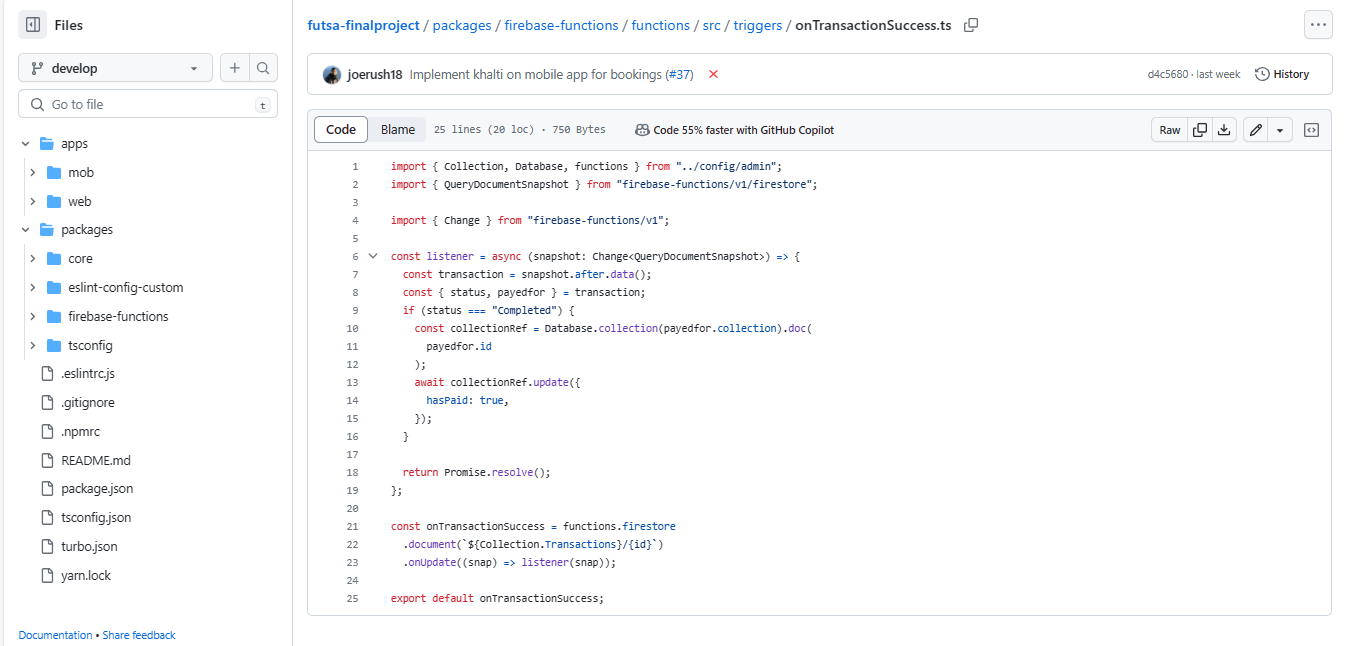 Files
develop
Go to file
t
apps
mob
web
packages
core
eslint-config-custom
firebase-functions
tsconfig
.eslintrc.js
.gitignore
.npmrc
README.md
package.json
tsconfig.json
turbo.json
yarn.lock
Documentation • Share feedback
futsa-finalproject / packages / firebase-functions / functions / src / triggers / onTransactionSuccess.ts
joerush18 Implement khalti on mobile app for bookings (#37)
d4c5680 · last week
History
Code
Blame
25 lines (20 loc) · 750 Bytes
Code 55% faster with GitHub Copilot
Raw
1 import { Collection, Database, functions } from "../config/admin";
2 import { QueryDocumentSnapshot } from "firebase-functions/v1/firestore";
3
4 import { Change } from "firebase-functions/v1";
5
6 const listener = async (snapshot: Change<QueryDocumentSnapshot>) => {
7   const transaction = snapshot.after.data();
8   const { status, payedfor } = transaction;
9   if (status === "Completed") {
10     const collectionRef = Database.collection(payedfor.collection).doc(
11       payedfor.id
12     );
13     await collectionRef.update({
14       hasPaid: true,
15     });
16   }
17
18   return Promise.resolve();
19 };
20
21 const onTransactionSuccess = functions.firestore
22   .document(`${Collection.Transactions}/{id}`)
23   .onUpdate((snap) => listener(snap));
24
25 export default onTransactionSuccess;